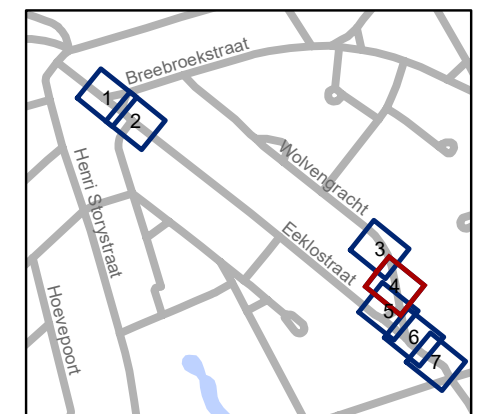 Breebroekstraat
1
2
Wolvengracht
Henri Storystraat
Eeklostraat
3
4
5
Hoevepoort
6
7